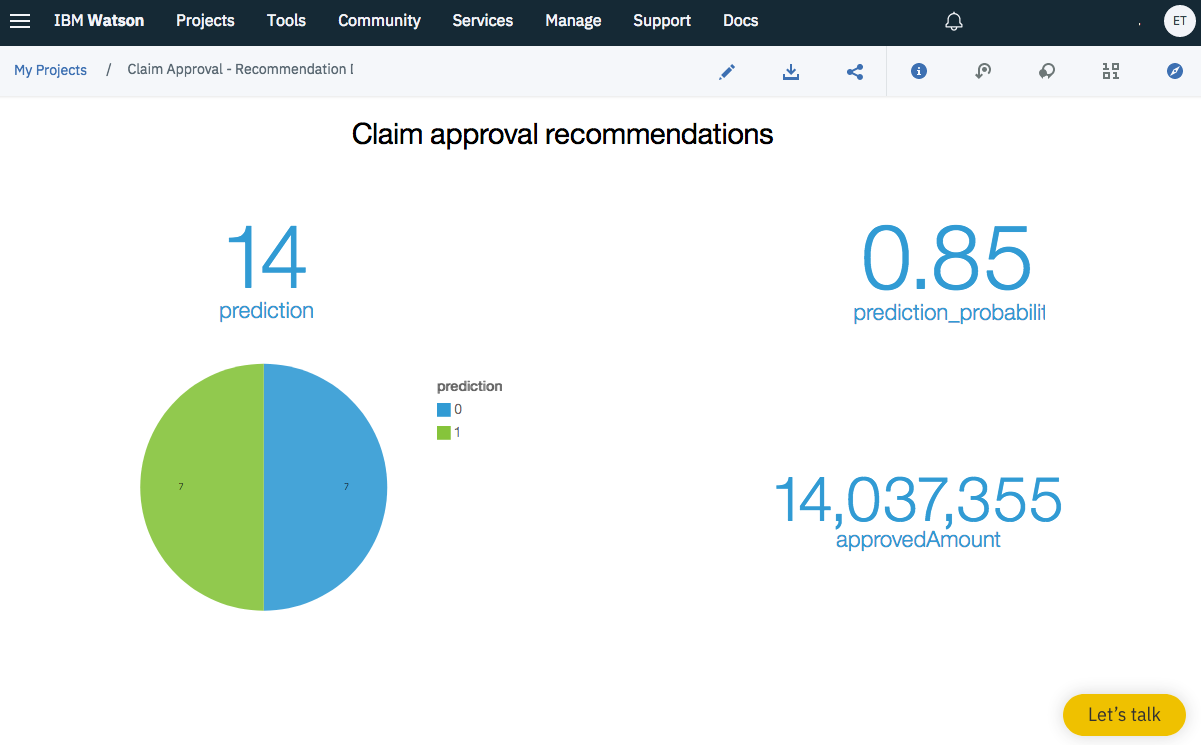 IBM Watson Projects Tools Community Services Manage Support Docs ET
My Projects / Claim Approval - Recommendation
Claim approval recommendations
14
prediction
0.85
prediction_probabilit
prediction
0
1
7 7
14,037,355
approvedAmount
Let's talk